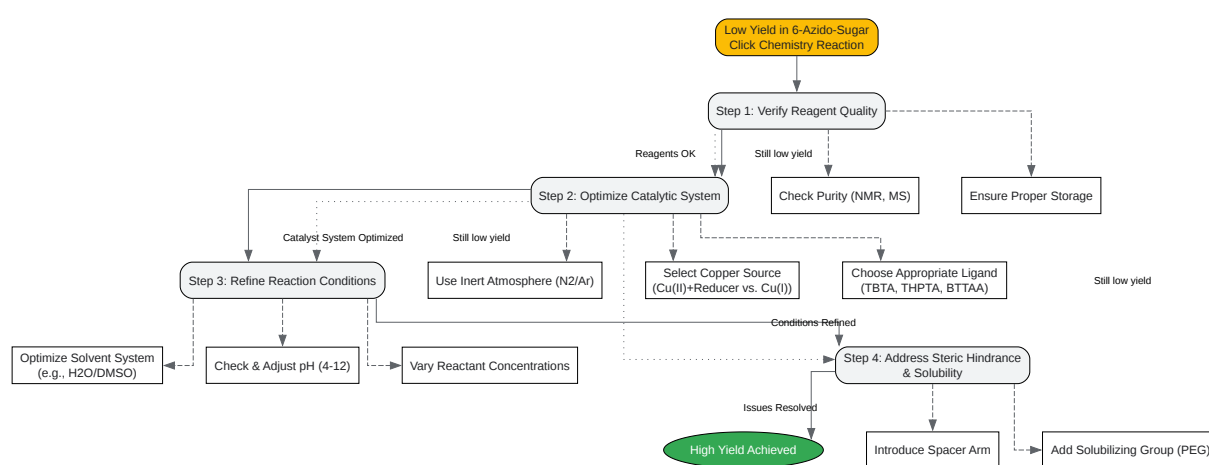 Low Yield in 6-Azido-Sugar
Click Chemistry Reaction
Step 1: Verify Reagent Quality
Reagents OK
Still low yield
Step 2: Optimize Catalytic System
Check Purity (NMR, MS)
Ensure Proper Storage
Catalyst System Optimized
Still low yield
Step 3: Refine Reaction Conditions
Use Inert Atmosphere (N2/Ar)
Select Copper Source
(Cu(II)+Reducer vs. Cu(I))
Choose Appropriate Ligand
(TBTA, THPTA, BTTAA)
Still low yield
Conditions Refined
Optimize Solvent System
(e.g., H2O/DMSO)
Check & Adjust pH (4-12)
Vary Reactant Concentrations
Step 4: Address Steric Hindrance
& Solubility
Issues Resolved
High Yield Achieved
Introduce Spacer Arm
Add Solubilizing Group (PEG)